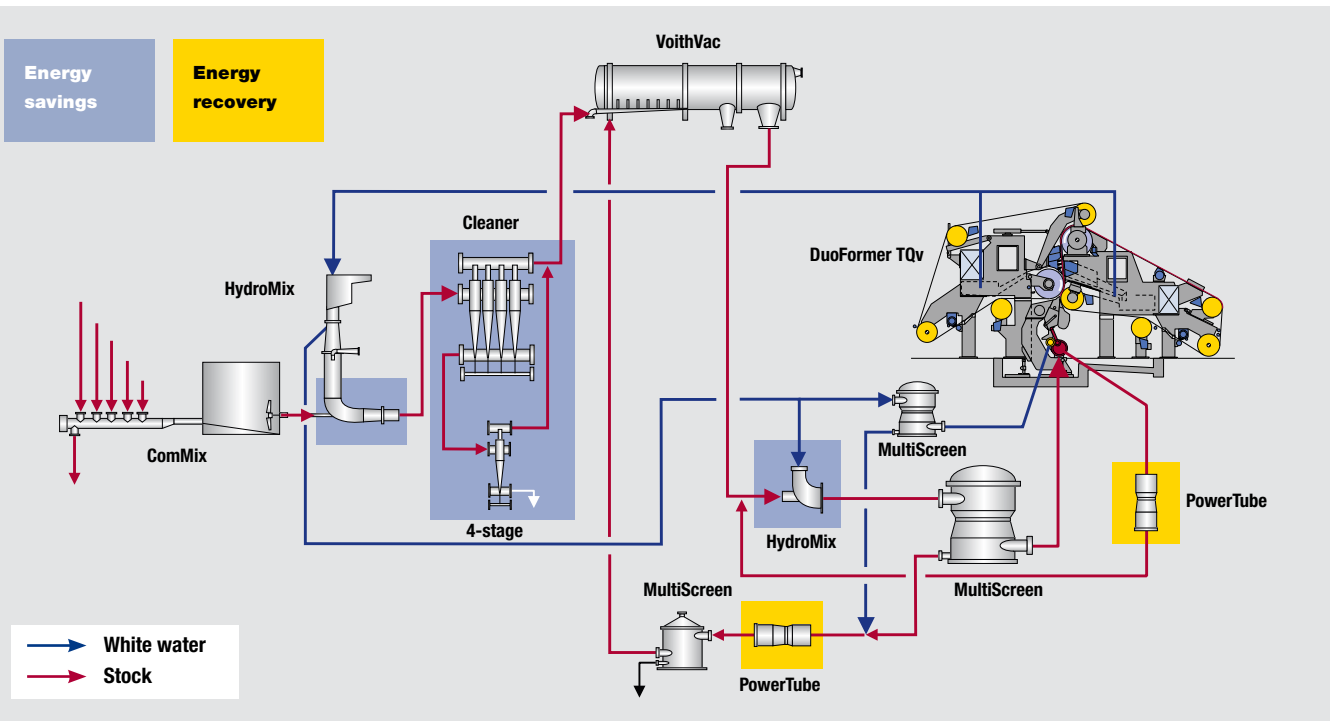 VoithVac
Energy
savings
Energy
recovery
Cleaner
DuoFormer TQv
HydroMix
ComMix
MultiScreen
PowerTube
4-stage
HydroMix
MultiScreen
MultiScreen
PowerTube
White water
Stock